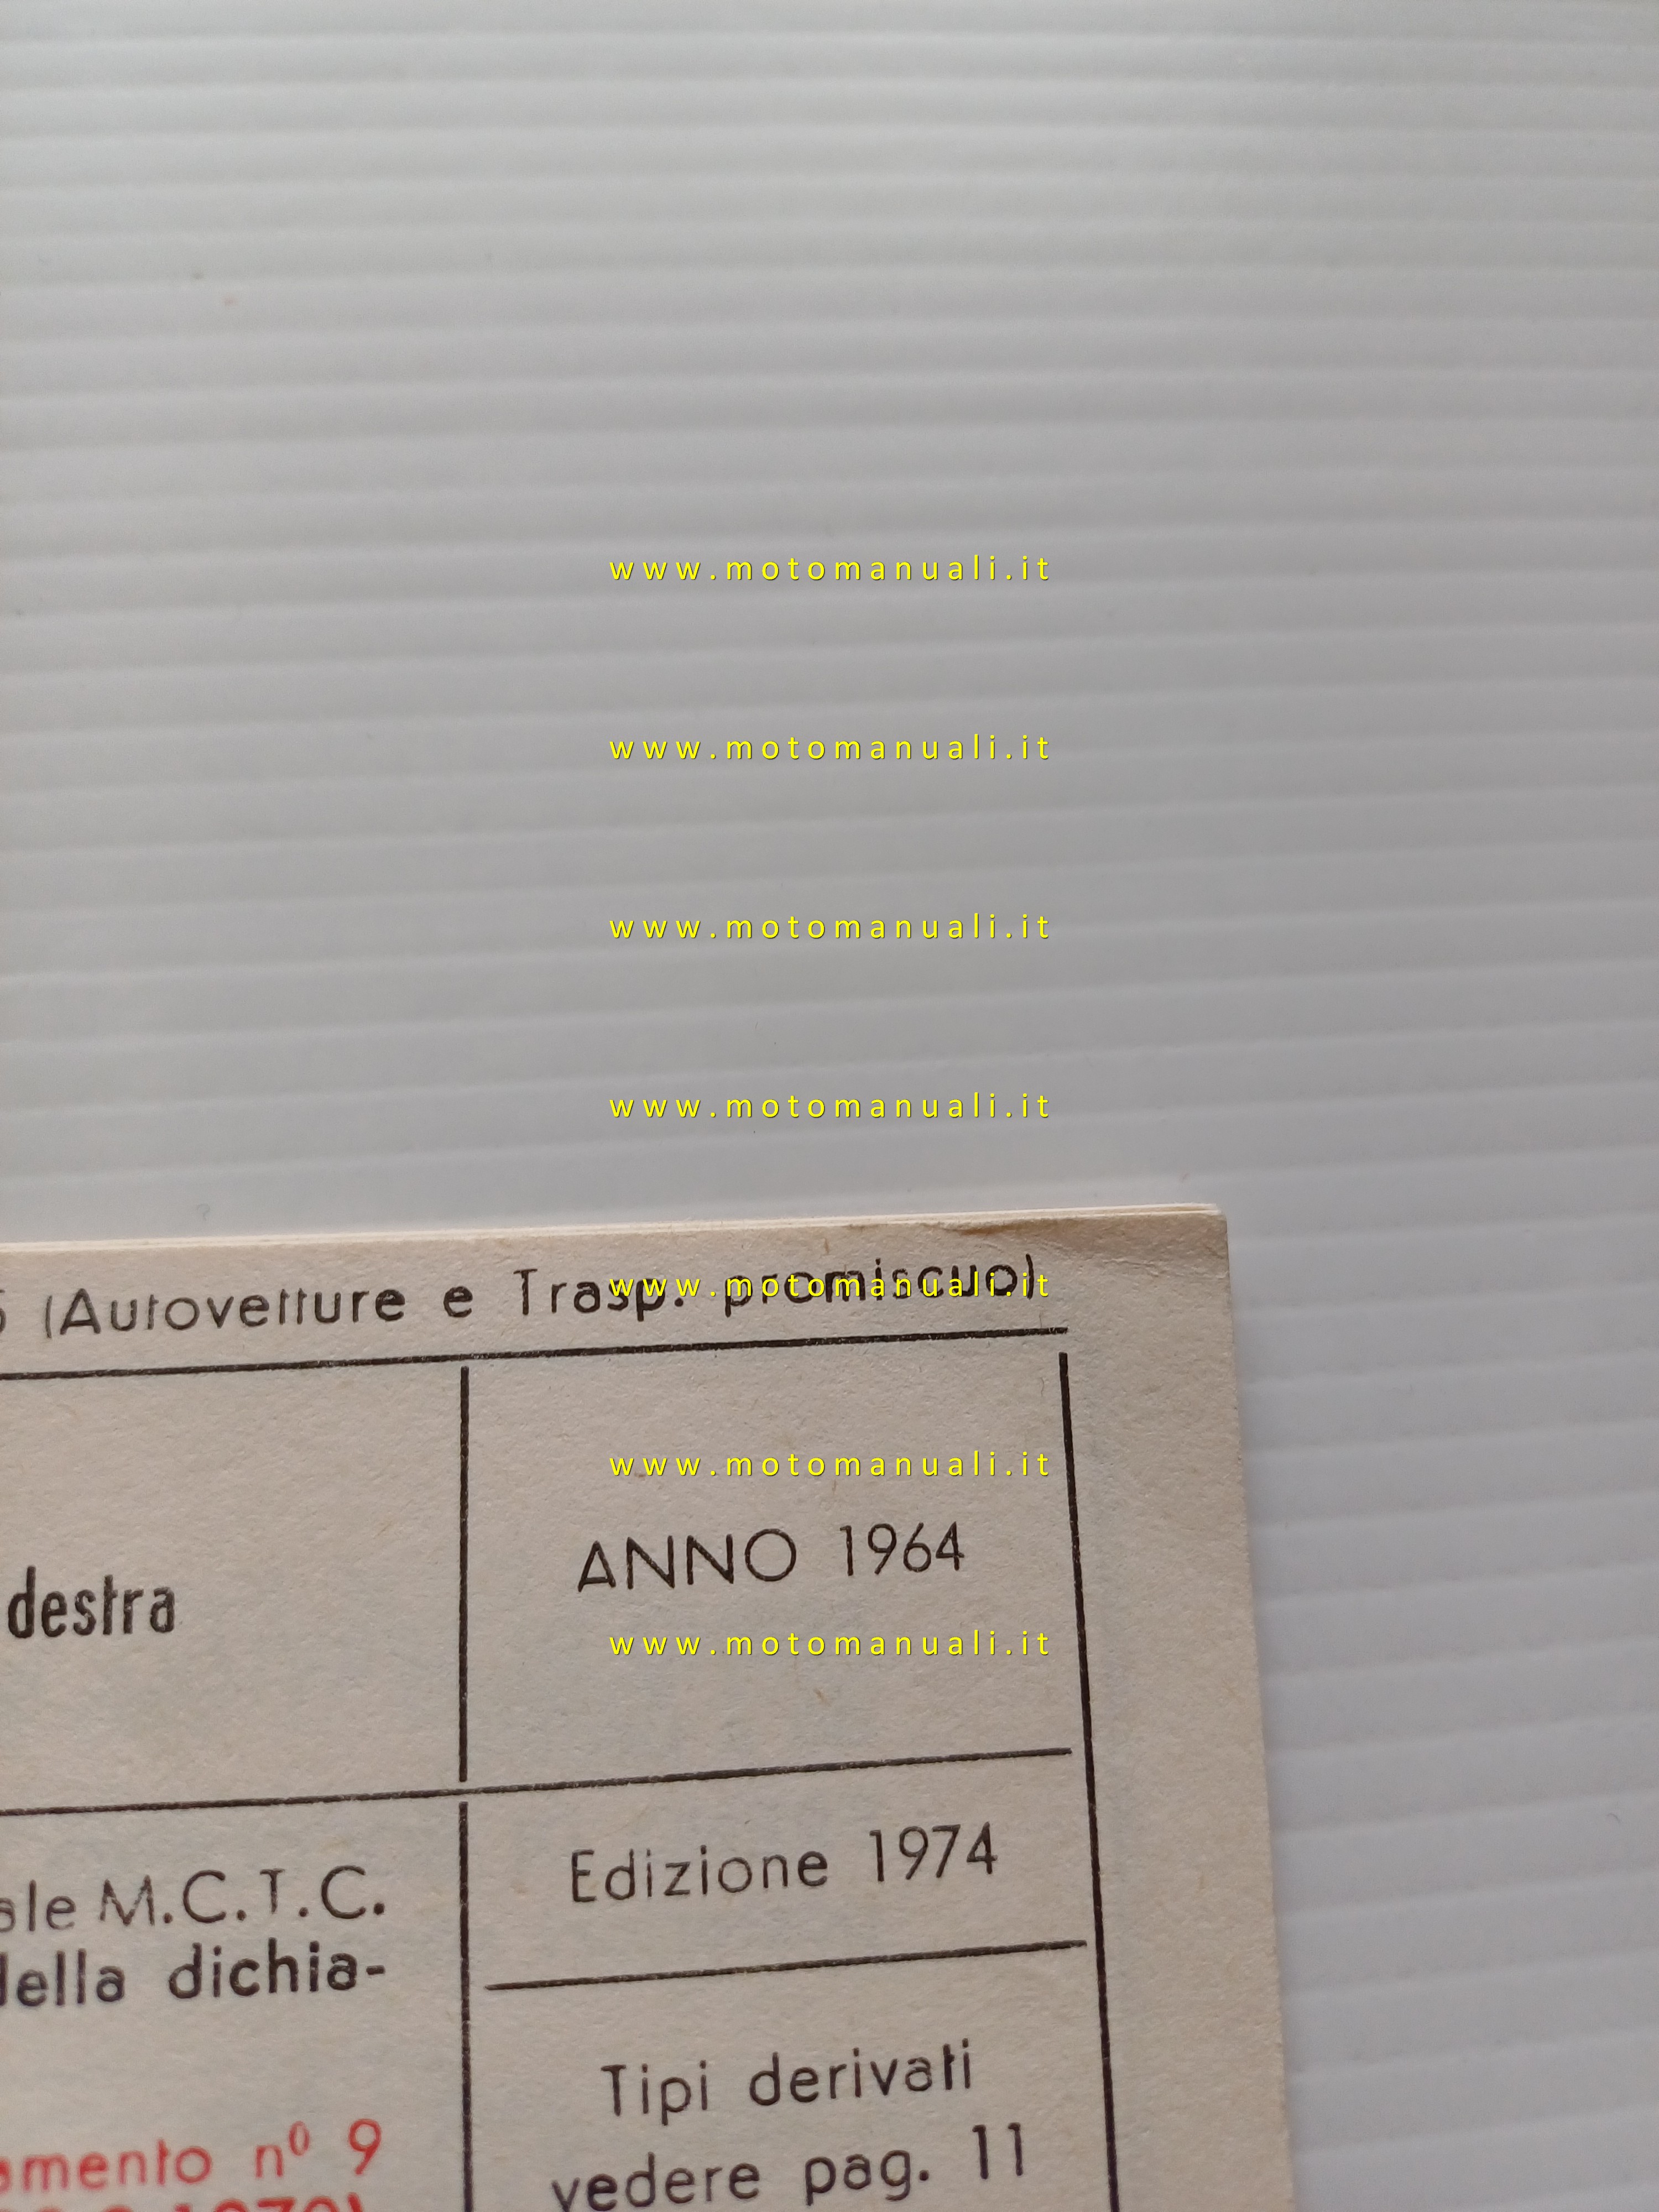 www.motomanuali.it
www.motomanuali.it
www.motomanuali.it
www.motomanuali.it
(Autovetture e Trasp. promiscuo)
www.motomanuali.it
www.motomanuali.it
ANNO 1964
destra
www.motomanuali.it
Edizione 1974
M.C.T.C.
della dichia-
Tipi derivati
vedere pag. 11
nº 9